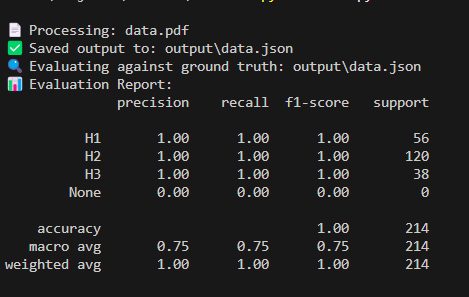 Processing: data.pdf
Saved output to: output\data.json
Evaluating against ground truth: output\data.json
Evaluation Report:
precision recall f1-score support
H1 1.00 1.00 1.00 56
H2 1.00 1.00 1.00 120
H3 1.00 1.00 1.00 38
None 0.00 0.00 0.00 0
accuracy 1.00 214
macro avg 0.75 0.75 0.75 214
weighted avg 1.00 1.00 1.00 214